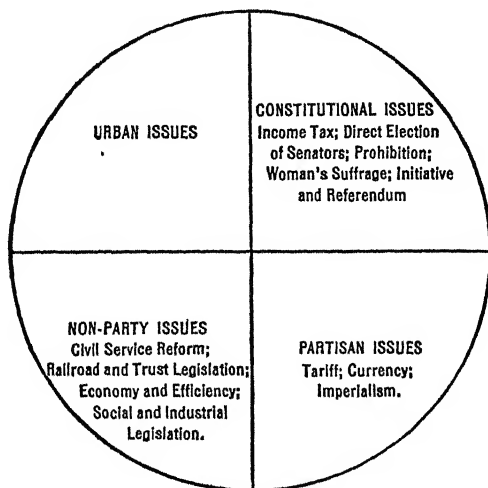 URBAN ISSUES
CONSTITUTIONAL ISSUES
Income Tax; Direct Election
of Senators; Prohibition;
Woman's Suffrage; Initiative
and Referendum
NON-PARTY ISSUES
Civil Service Reform;
Railroad and Trust Legislation;
Economy and Efficiency;
Social and Industrial
Legislation.
PARTISAN ISSUES
Tariff; Currency;
Imperialism.